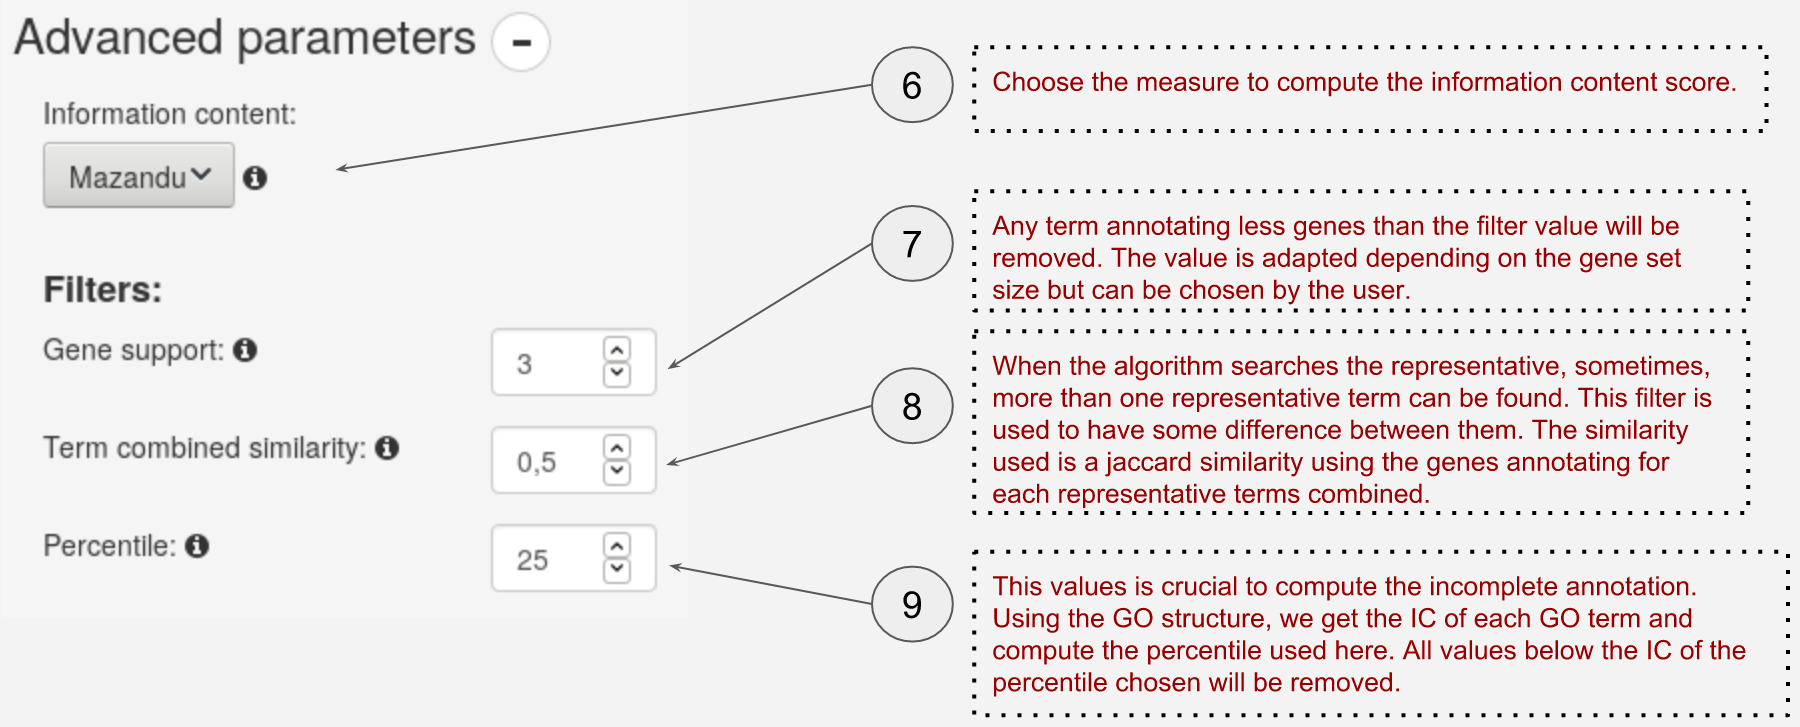 Advanced parameters
Information content:
Mazandu
Filters:
Gene support:
3
Term combined similarity:
0,5
Percentile:
25
6
Choose the measure to compute the information content score.
7
Any term annotating less genes than the filter value will be
removed. The value is adapted depending on the gene set
size but can be chosen by the user.
8
When the algorithm searches the representative, sometimes,
more than one representative term can be found. This filter is
used to have some difference between them. The similarity
used is a jaccard similarity using the genes annotating for
each representative terms combined.
9
This values is crucial to compute the incomplete annotation.
Using the GO structure, we get the IC of each GO term and
compute the percentile used here. All values below the IC of the
percentile chosen will be removed.